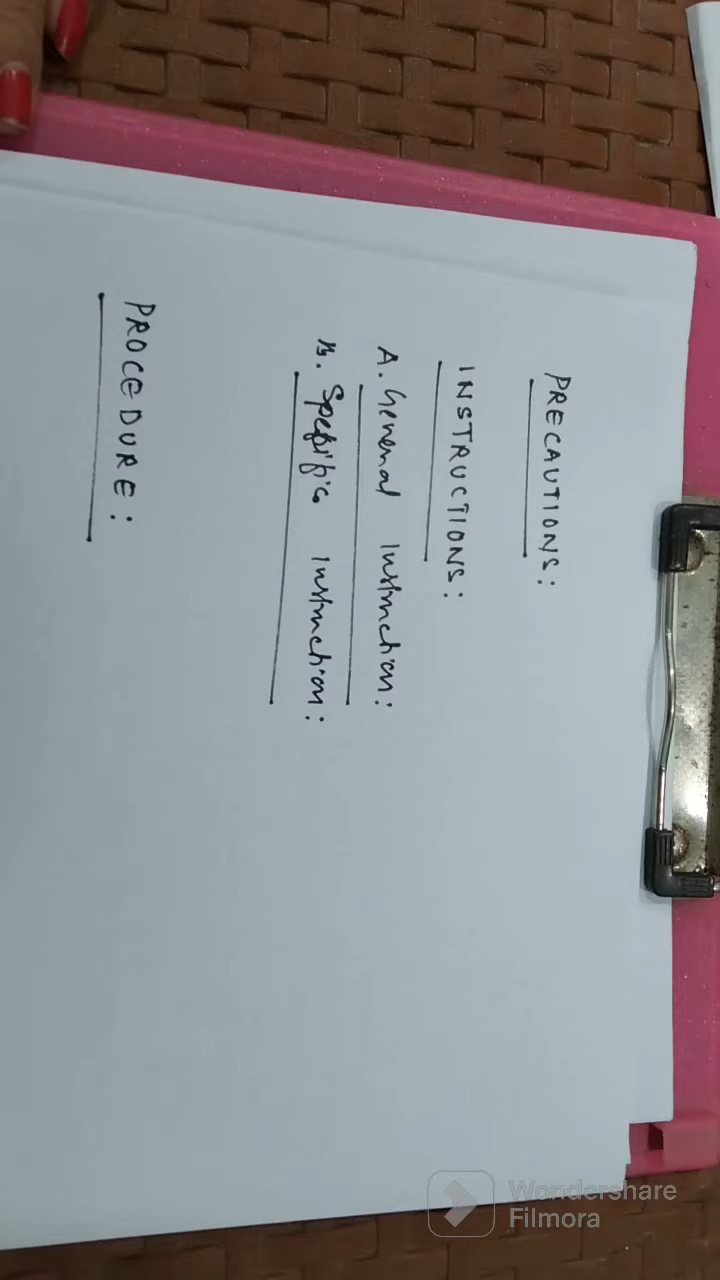 PRECAUTIONS:
INSTRUCTIONS:
A. General Instruction:
B. Specific Instruction:
PROCEDURE:
Wondershare
Filmora